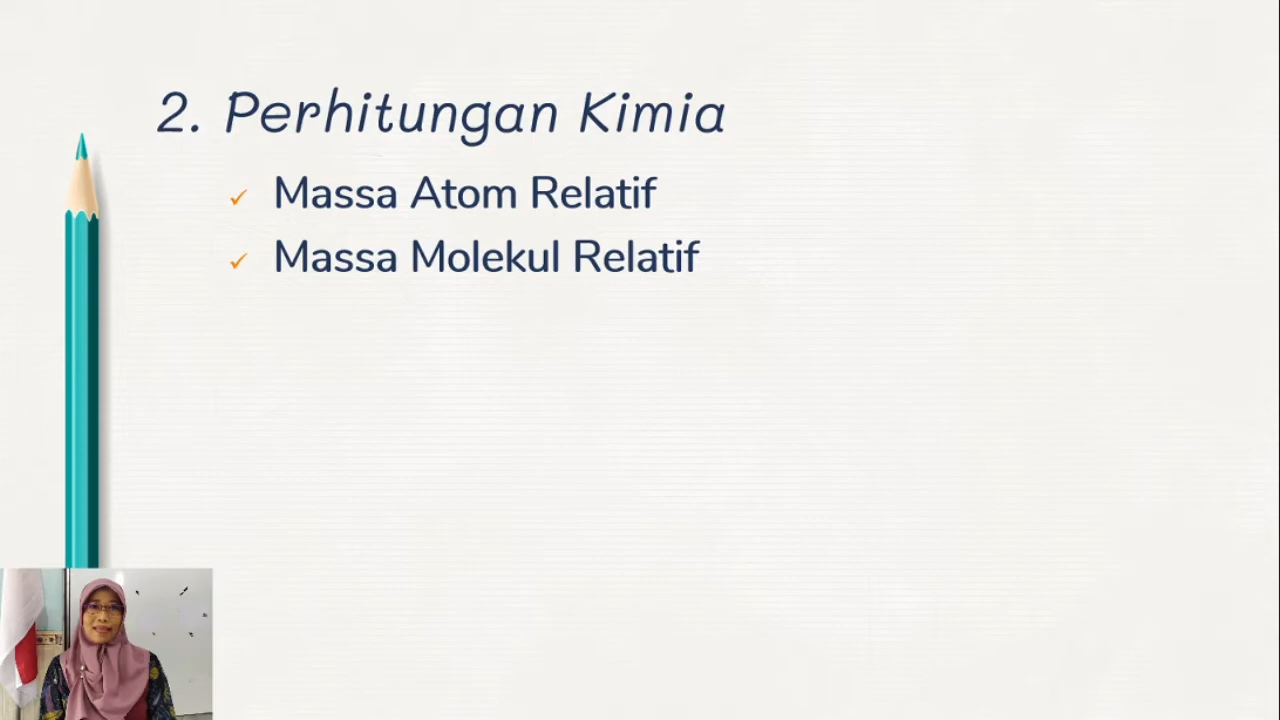 2. Perhitungan Kimia
✓ Massa Atom Relatif
✓ Massa Molekul Relatif